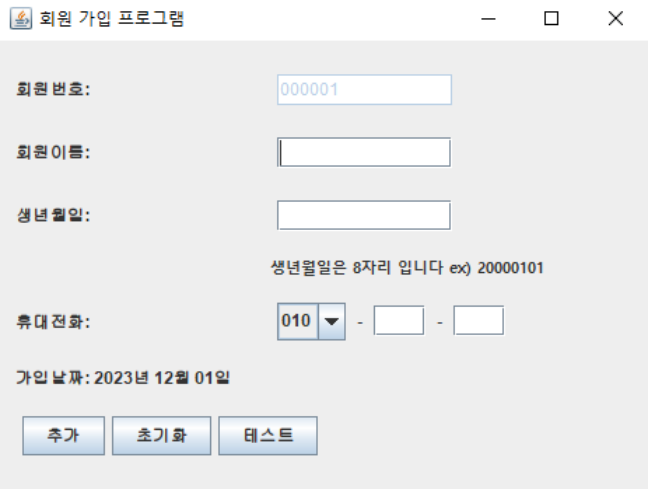 회원 가입 프로그램
회원번호: 000001
회원이름:
생년월일:
생년월일은 8자리 입니다 ex) 20000101
휴대전화: 010 - -
가입날짜: 2023년 12월 01일
추가 초기화 테스트